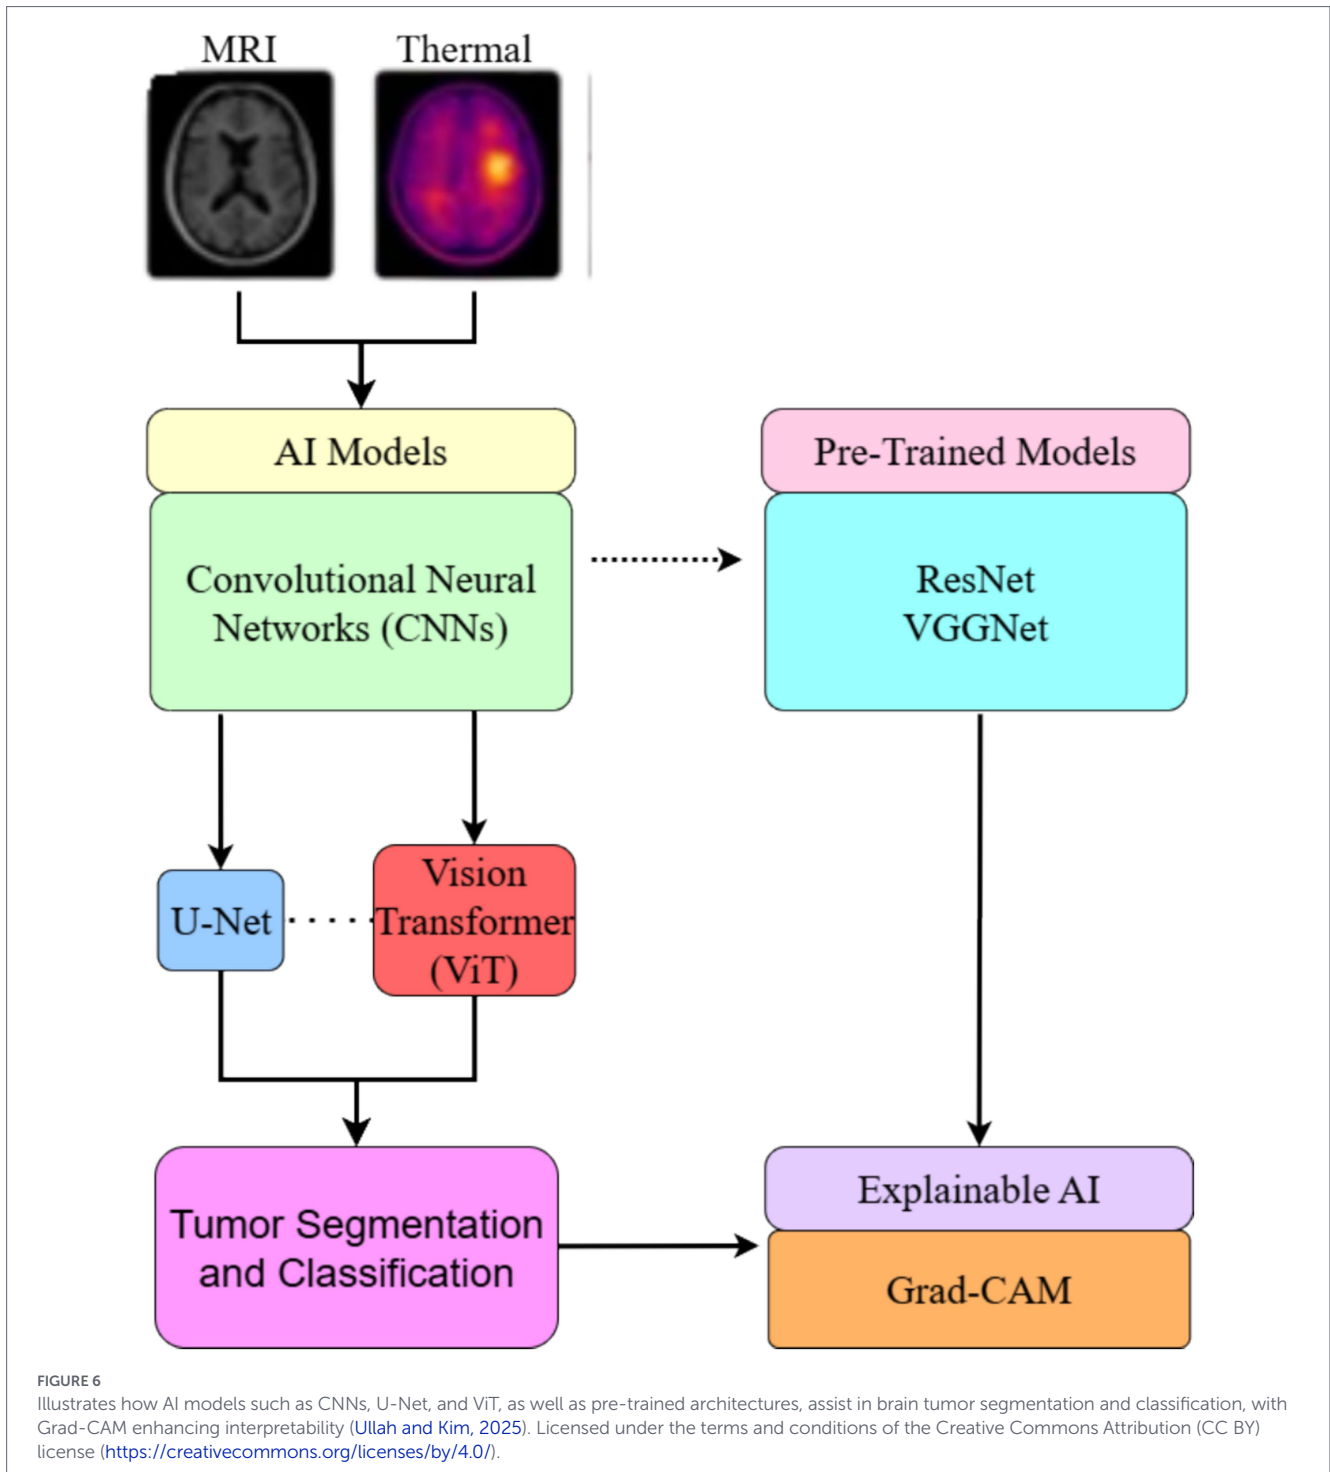 MRI
Thermal
AI Models
Pre-Trained Models
Convolutional Neural
Networks (CNNs)
ResNet
VGGNet
U-Net
Vision
Transformer
(ViT)
Tumor Segmentation
and Classification
Explainable AI
Grad-CAM
FIGURE 6
Illustrates how AI models such as CNNs, U-Net, and ViT, as well as pre-trained architectures, assist in brain tumor segmentation and classification, with
Grad-CAM enhancing interpretability (Ullah and Kim, 2025). Licensed under the terms and conditions of the Creative Commons Attribution (CC BY)
license (https://creativecommons.org/licenses/by/4.0/).